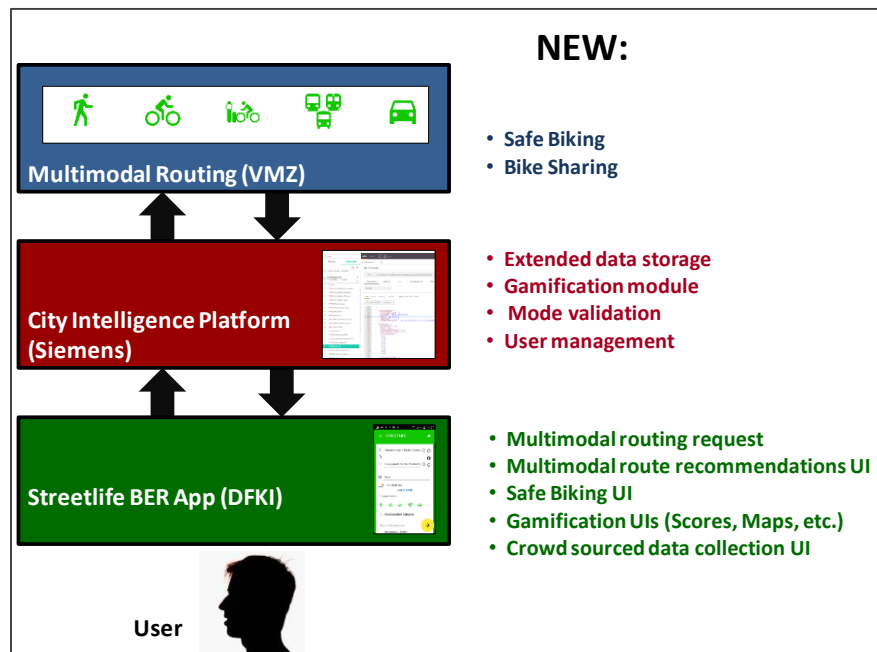 NEW:
Multimodal Routing (VMZ)
• Safe Biking
• Bike Sharing
City Intelligence Platform
(Siemens)
• Extended data storage
• Gamification module
• Mode validation
• User management
Streetlife BER App (DFKI)
• Multimodal routing request
• Multimodal route recommendations UI
• Safe Biking UI
• Gamification UIs (Scores, Maps, etc.)
• Crowd sourced data collection UI
User